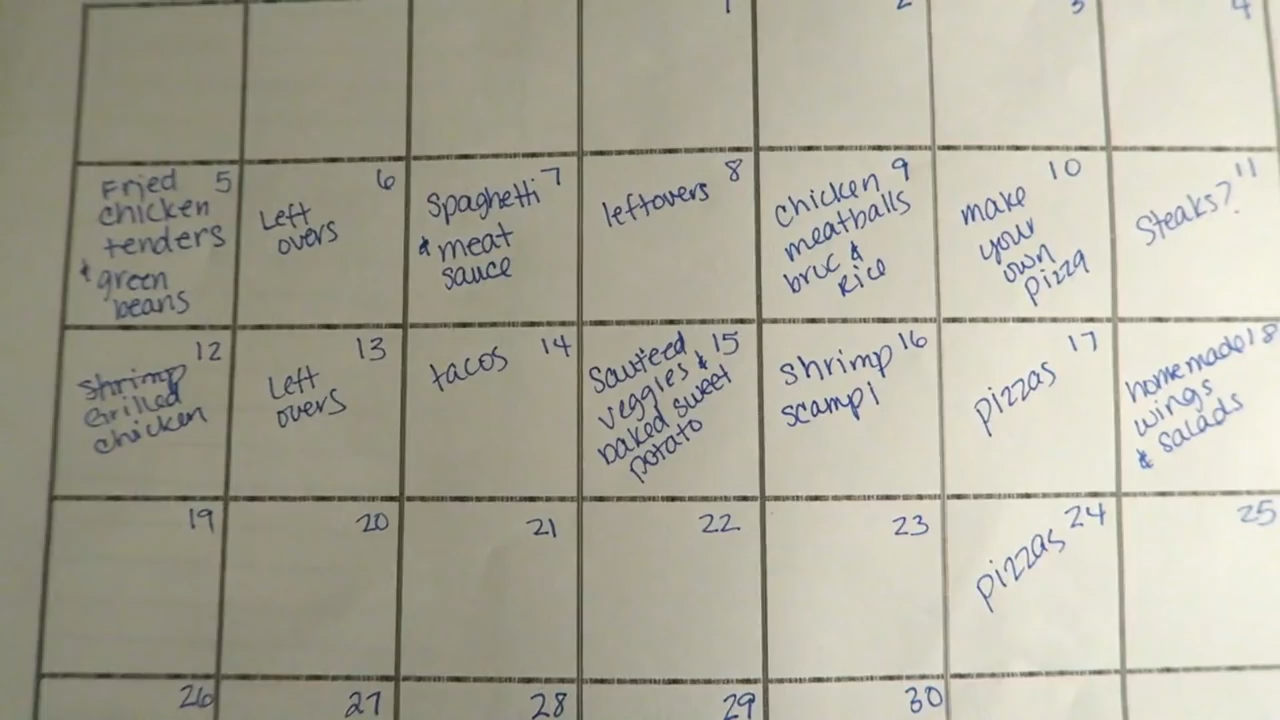 1 2 3 4
Fried 5
chicken
tenders
& green
beans
6
Left
overs
Spaghetti 7
& meat
sauce
8
leftovers
chicken 9
meatballs
broc &
Rice
10
make
your
own
pizza
11
Steaks?
12
Shrimp
Grilled
chicken
13
Left
overs
tacos 14
Sauteed 15
veggies &
baked sweet
potato
shrimp 16
scampi
17
pizzas
homemade 18
wings
& salads
19
20
21
22
23
pizzas 24
25
26 27 28 29 30